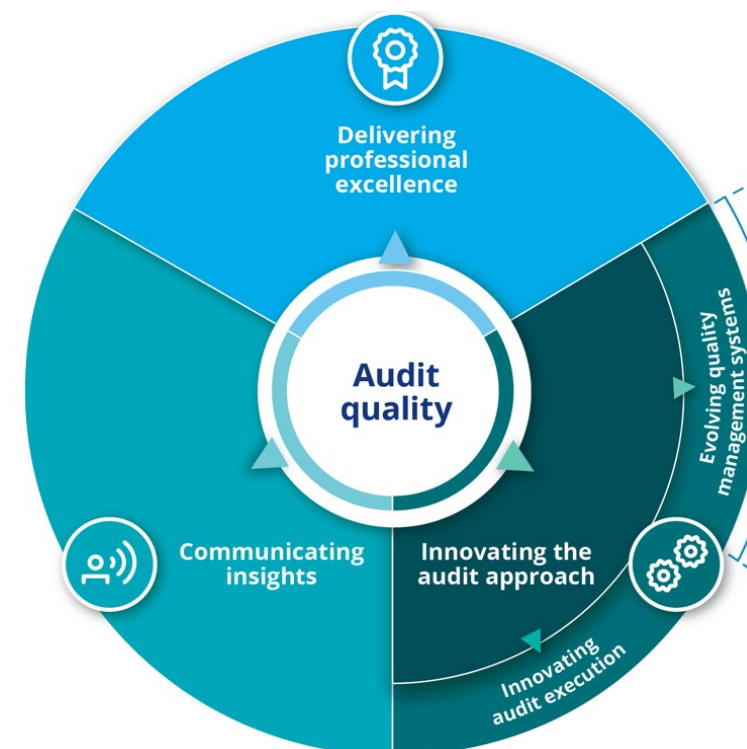 Delivering
professional
excellence
Audit
quality
Evolving quality
management systems
Communicating
insights
Innovating the
audit approach
Innovating
audit execution